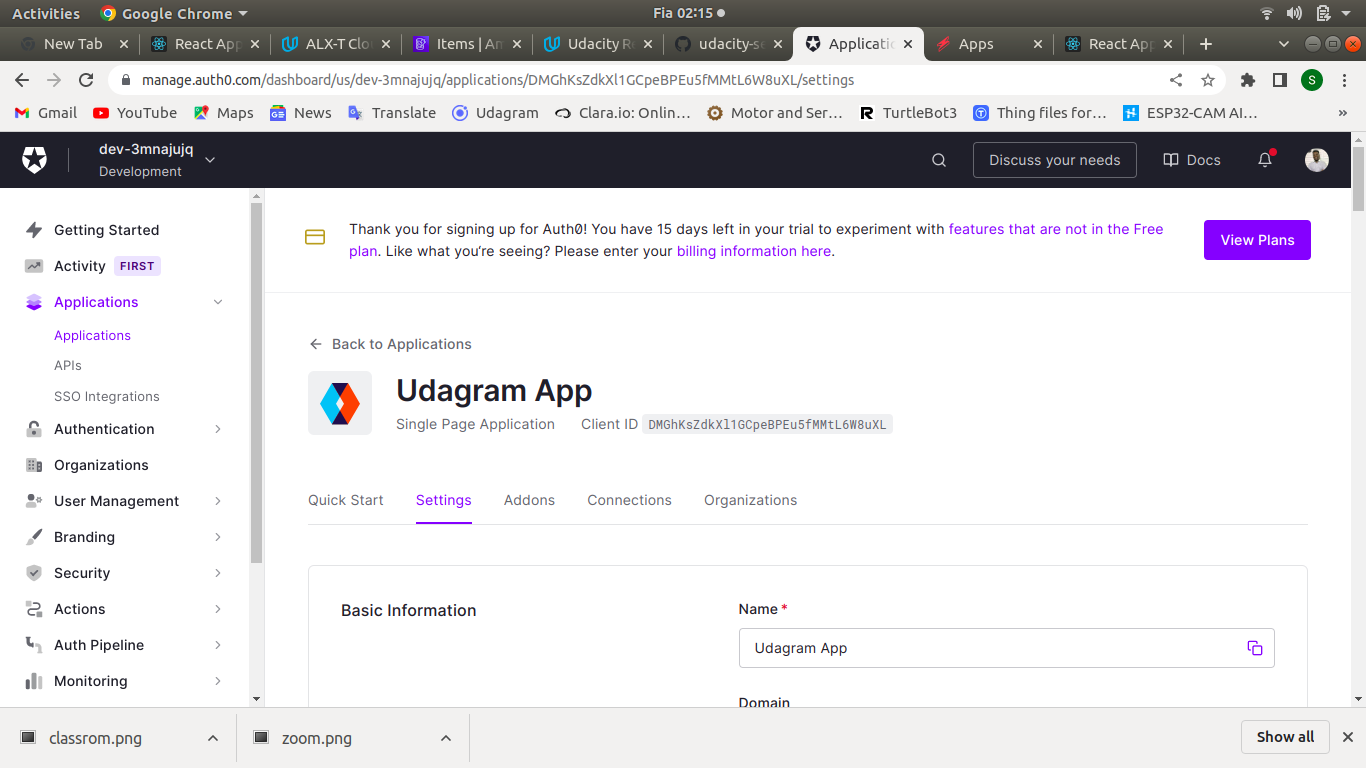 Activities
Google Chrome
Fia 02:15
New Tab
React App
ALX-T Clo
Items | Am
Udacity R
udacity-se
Applicatio
Apps
React App
manage.auth0.com/dashboard/us/dev-3mnajujq/applications/DMGhKsZdkXl1GCpeBPEu5fMMtL6W8uXL/settings
S
Gmail
YouTube
Maps
News
Translate
Udagram
Clara.io: Onlin…
Motor and Ser…
TurtleBot3
Thing files for…
ESP32-CAM AI…
»
dev-3mnajujq
Development
Discuss your needs
Docs
Getting Started
Activity FIRST
Applications
Applications
APIs
SSO Integrations
Authentication
Organizations
User Management
Branding
Security
Actions
Auth Pipeline
Monitoring
Thank you for signing up for Auth0! You have 15 days left in your trial to experiment with features that are not in the Free
plan. Like what you’re seeing? Please enter your billing information here.
View Plans
Back to Applications
Udagram App
Single Page Application
Client ID DMGhKsZdkXl1GCpeBPEu5fMMtL6W8uXL
Quick Start
Settings
Addons
Connections
Organizations
Basic Information
Name *
Udagram App
Domain
classrom.png
zoom.png
Show all